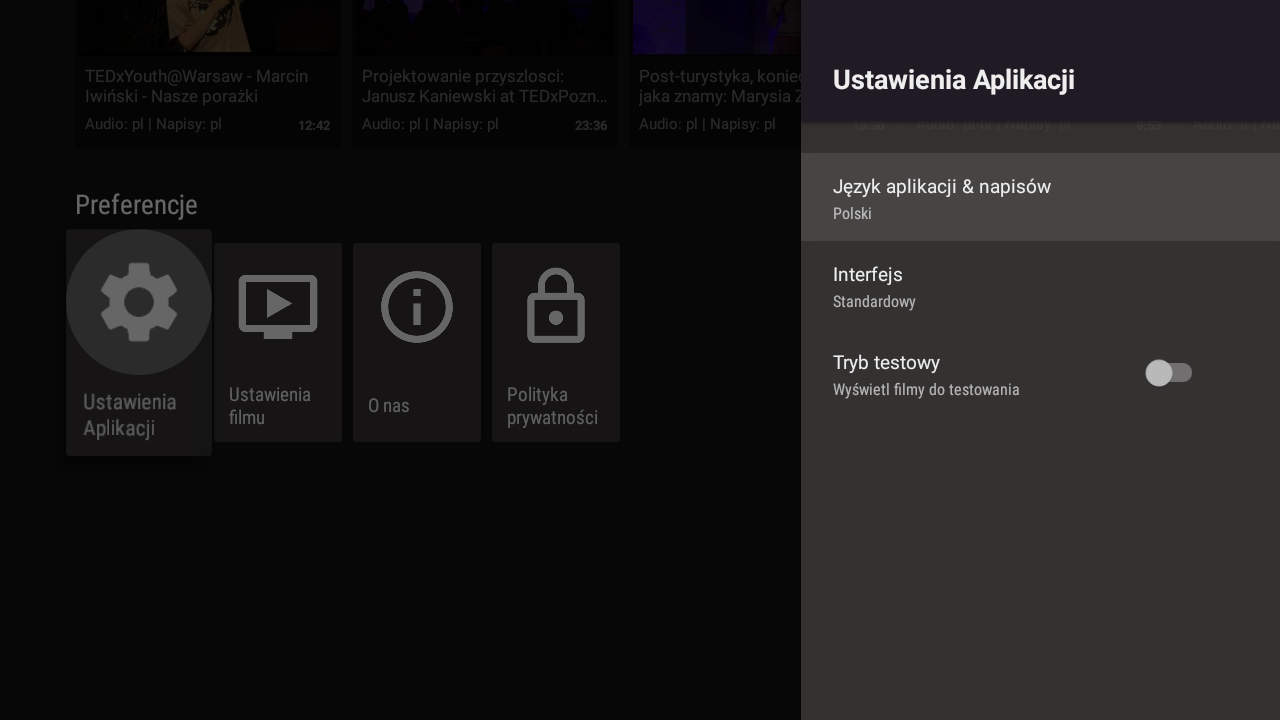 TEDxYouth@Warsaw - Marcin
Iwiński - Nasze porażki
Audio: pl | Napisy: pl
12:42
Projektowanie przyszlosci:
Janusz Kaniewski at TEDxPozn...
Audio: pl | Napisy: pl
23:36
Post-turystyka, koniec
jaka znamy: Marysia Z
Audio: pl | Napisy: pl
Preferencje
Ustawienia
Aplikacji
Ustawienia
filmu
O nas
Polityka
prywatności
Ustawienia Aplikacji
Język aplikacji & napisów
Polski
Interfejs
Standardowy
Tryb testowy
Wyświetl filmy do testowania